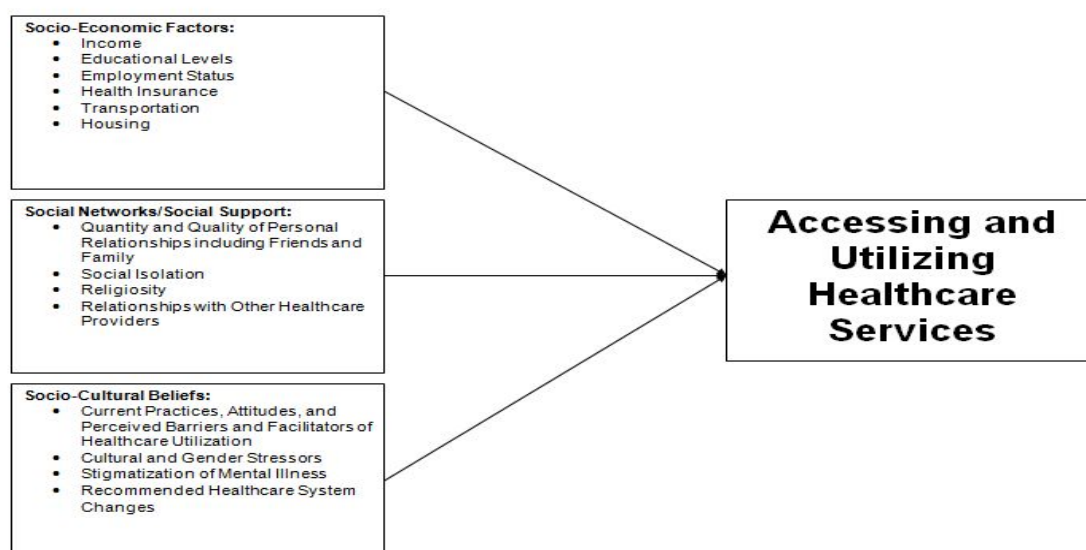 Socio-Economic Factors:
• Income
• Educational Levels
• Employment Status
• Health Insurance
• Transportation
• Housing
Social Networks/Social Support:
• Quantity and Quality of Personal
Relationships including Friends and
Family
• Social Isolation
• Religiosity
• Relationships with Other Healthcare
Providers
Socio-Cultural Beliefs:
• Current Practices, Attitudes, and
Perceived Barriers and Facilitators of
Healthcare Utilization
• Cultural and Gender Stressors
• Stigmatization of Mental Illness
• Recommended Healthcare System
Changes
Accessing and
Utilizing
Healthcare
Services